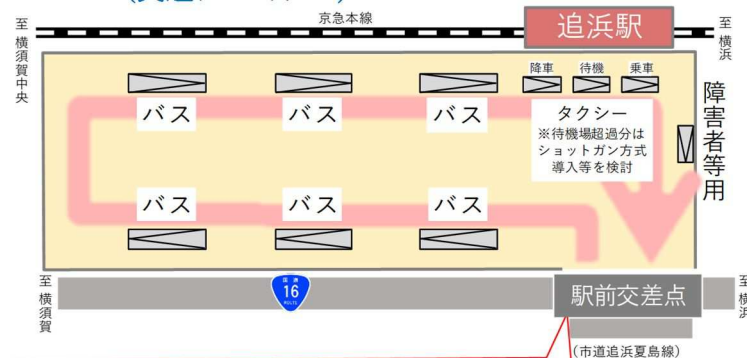 京急本線
至 横須賀中央
追浜駅
至 横浜
降車
待機
乗車
バス
バス
バス
タクシー
※待機場超過分は
ショットガン方式
導入等を検討
障害者等用
バス
バス
バス
至 横須賀
国道
16
ROUTE
駅前交差点
至 横浜
(市道追浜夏島線)